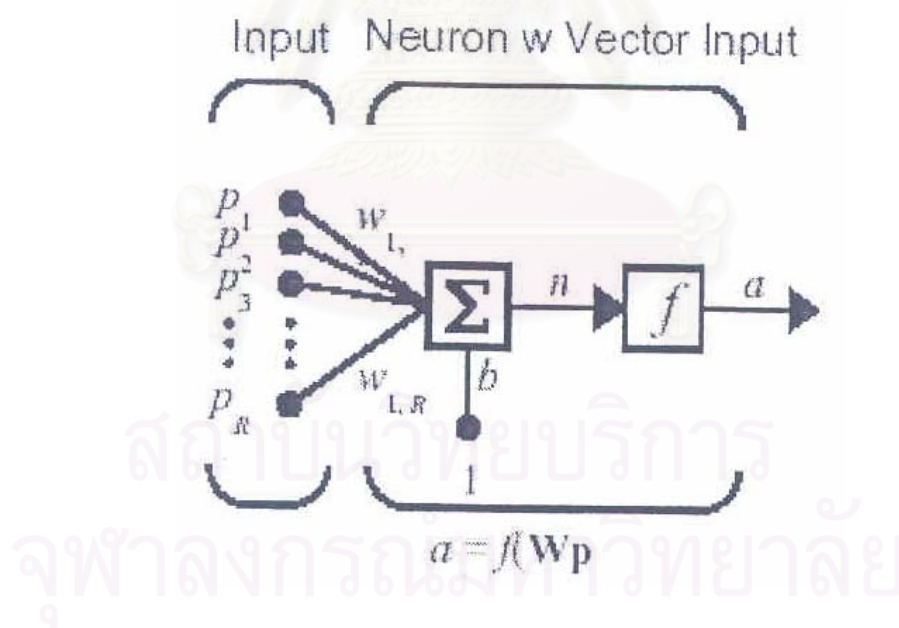 Input Neuron w Vector Input
p1
w1,
p2
p3
Σ
n
f
a
b
w1,R
pR
1
a = f(Wp
สถาบันวิทยบริการ
จุฬาลงกรณ์มหาวิทยาลัย